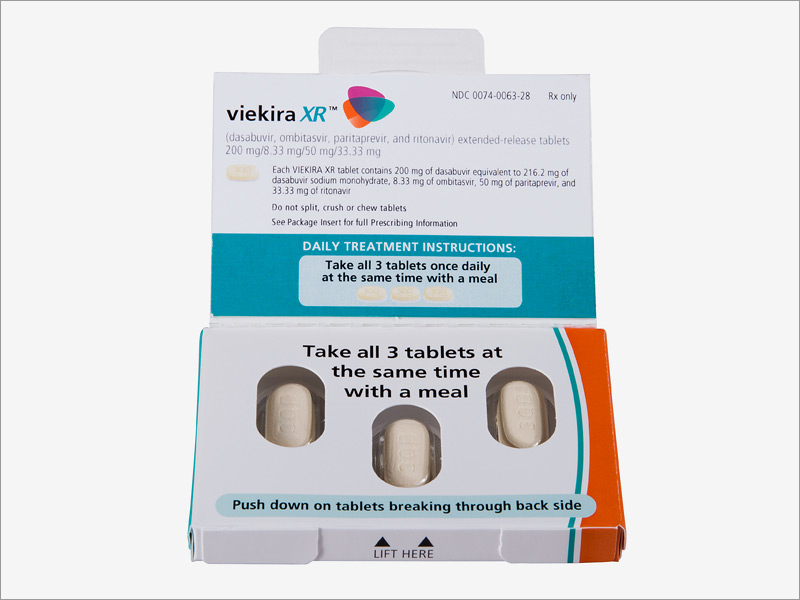 NDC 0074-0063-28 Rx only
viekira XR™
(dasabuvir, ombitasvir, paritaprevir, and ritonavir) extended-release tablets
200 mg/8.33 mg/50 mg/33.33 mg
Each VIEKIRA XR tablet contains 200 mg of dasabuvir equivalent to 216.2 mg of
dasabuvir sodium monohydrate, 8.33 mg of ombitasvir, 50 mg of paritaprevir, and
33.33 mg of ritonavir
Do not split, crush or chew tablets
See Package Insert for full Prescribing Information
DAILY TREATMENT INSTRUCTIONS:
Take all 3 tablets once daily
at the same time with a meal
Take all 3 tablets at
the same time
with a meal
Push down on tablets breaking through back side
LIFT HERE